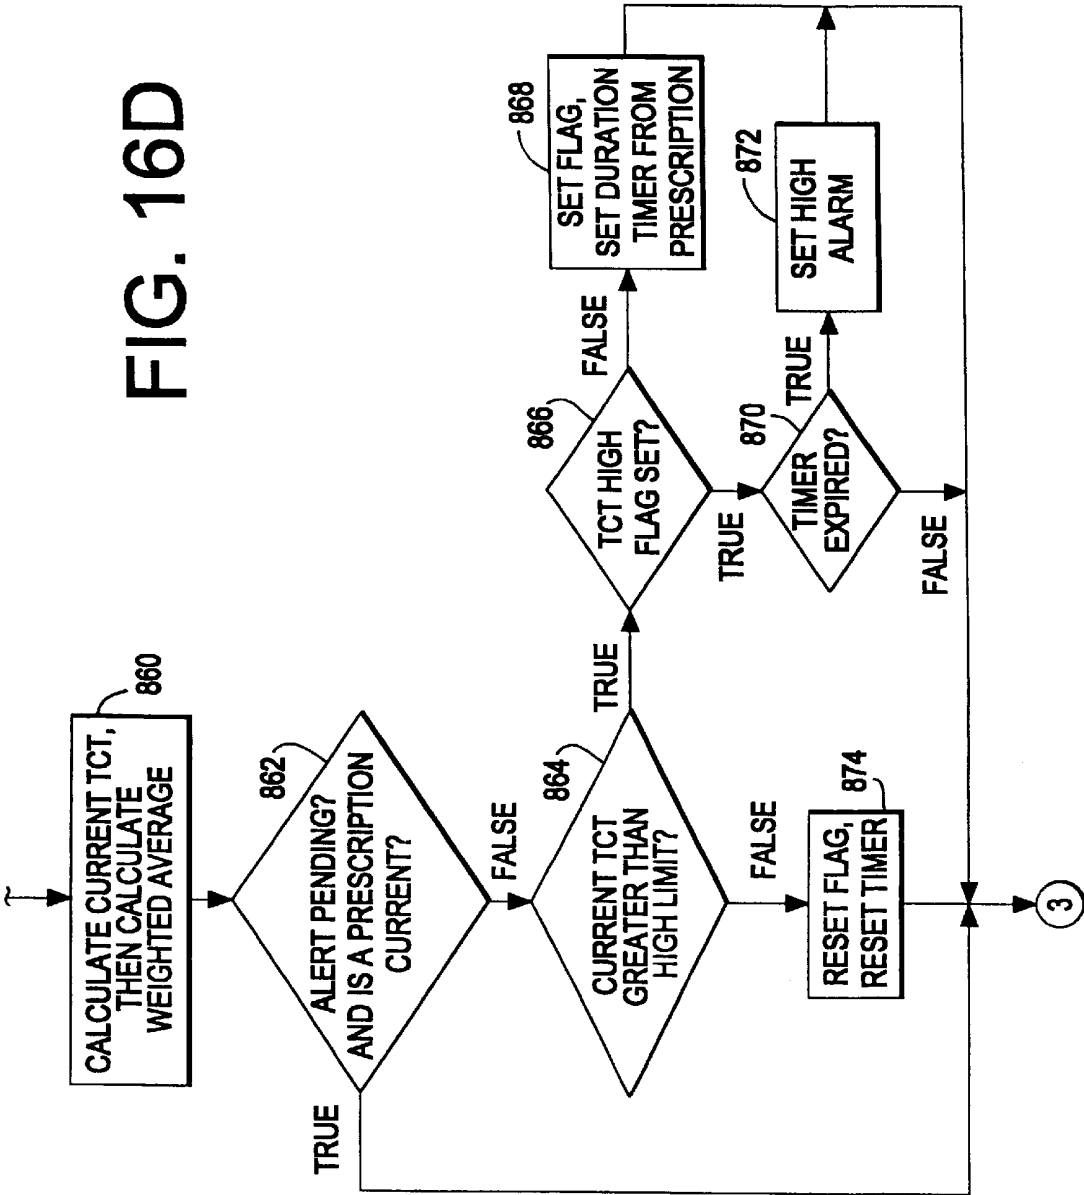 FIG. 16D
CALCULATE CURRENT TCT,
THEN CALCULATE
WEIGHTED AVERAGE
860
ALERT PENDING?
AND IS A PRESCRIPTION
CURRENT?
862
TRUE
FALSE
CURRENT TCT
GREATER THAN
HIGH LIMIT?
864
TRUE
FALSE
TCT HIGH
FLAG SET?
866
FALSE
TRUE
SET FLAG,
SET DURATION
TIMER FROM
PRESCRIPTION
868
TIMER
EXPIRED?
870
TRUE
FALSE
SET HIGH
ALARM
872
RESET FLAG,
RESET TIMER
874
3